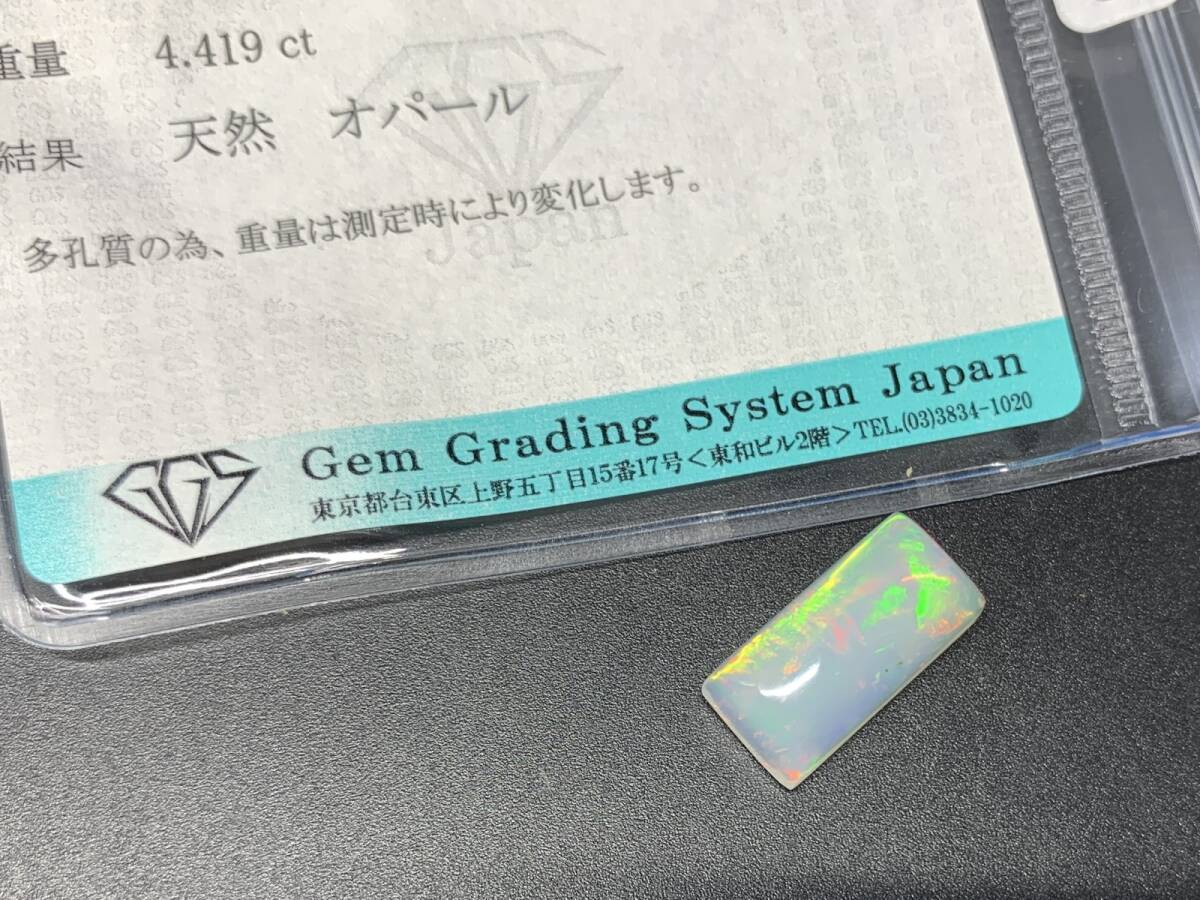 重量 4.419 ct
結果 天然 オパール
多孔質の為、重量は測定時により変化します。
Japan
Gem Grading System Japan
GGS
東京都台東区上野五丁目15番17号＜東和ビル2階＞TEL.(03)3834-1020